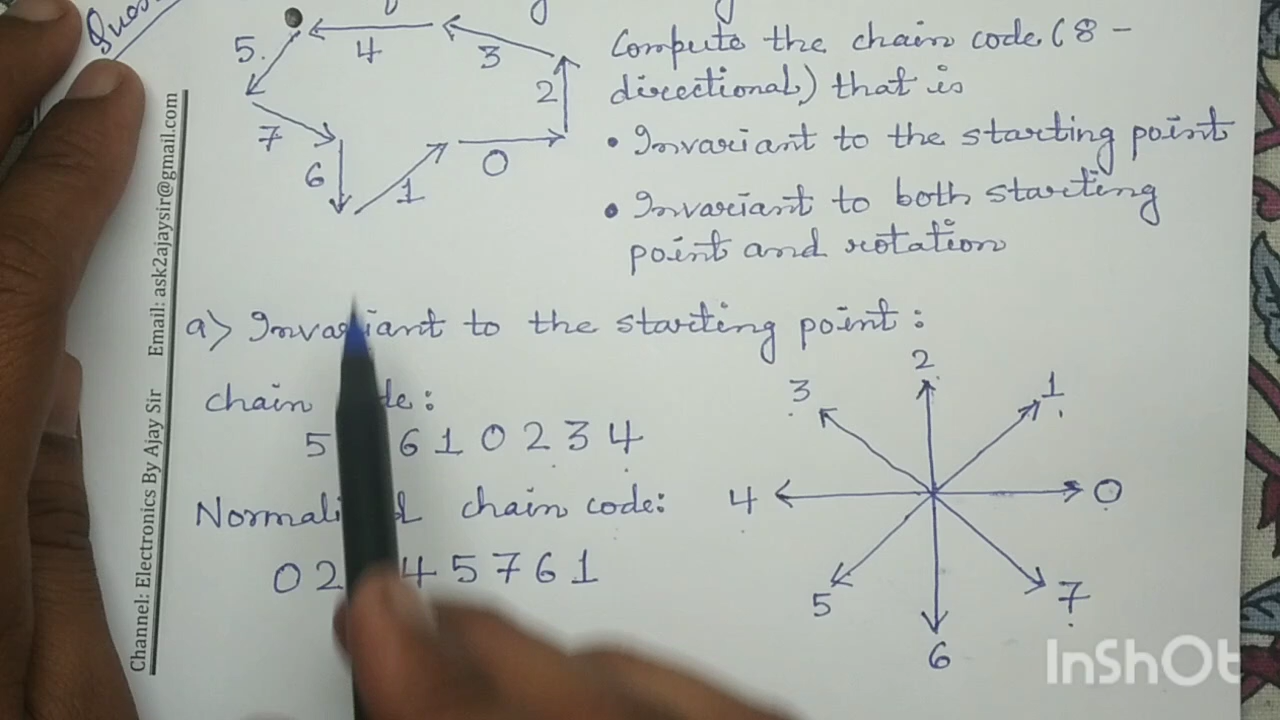 Ques
5. 4 3
Compute the chain code (8-
directional) that is
7 2
6 1 0
• Invariant to the starting point
• Invariant to both starting
point and rotation
a) Invariant to the starting point:
chain
5 6 1 0 2 3 4
Normali chain code:
0 2 4 5 7 6 1
2
3 1
4 0
5 7
6
Channel: Electronics By Ajay Sir Email: ask2ajaysir@gmail.com
InShOt